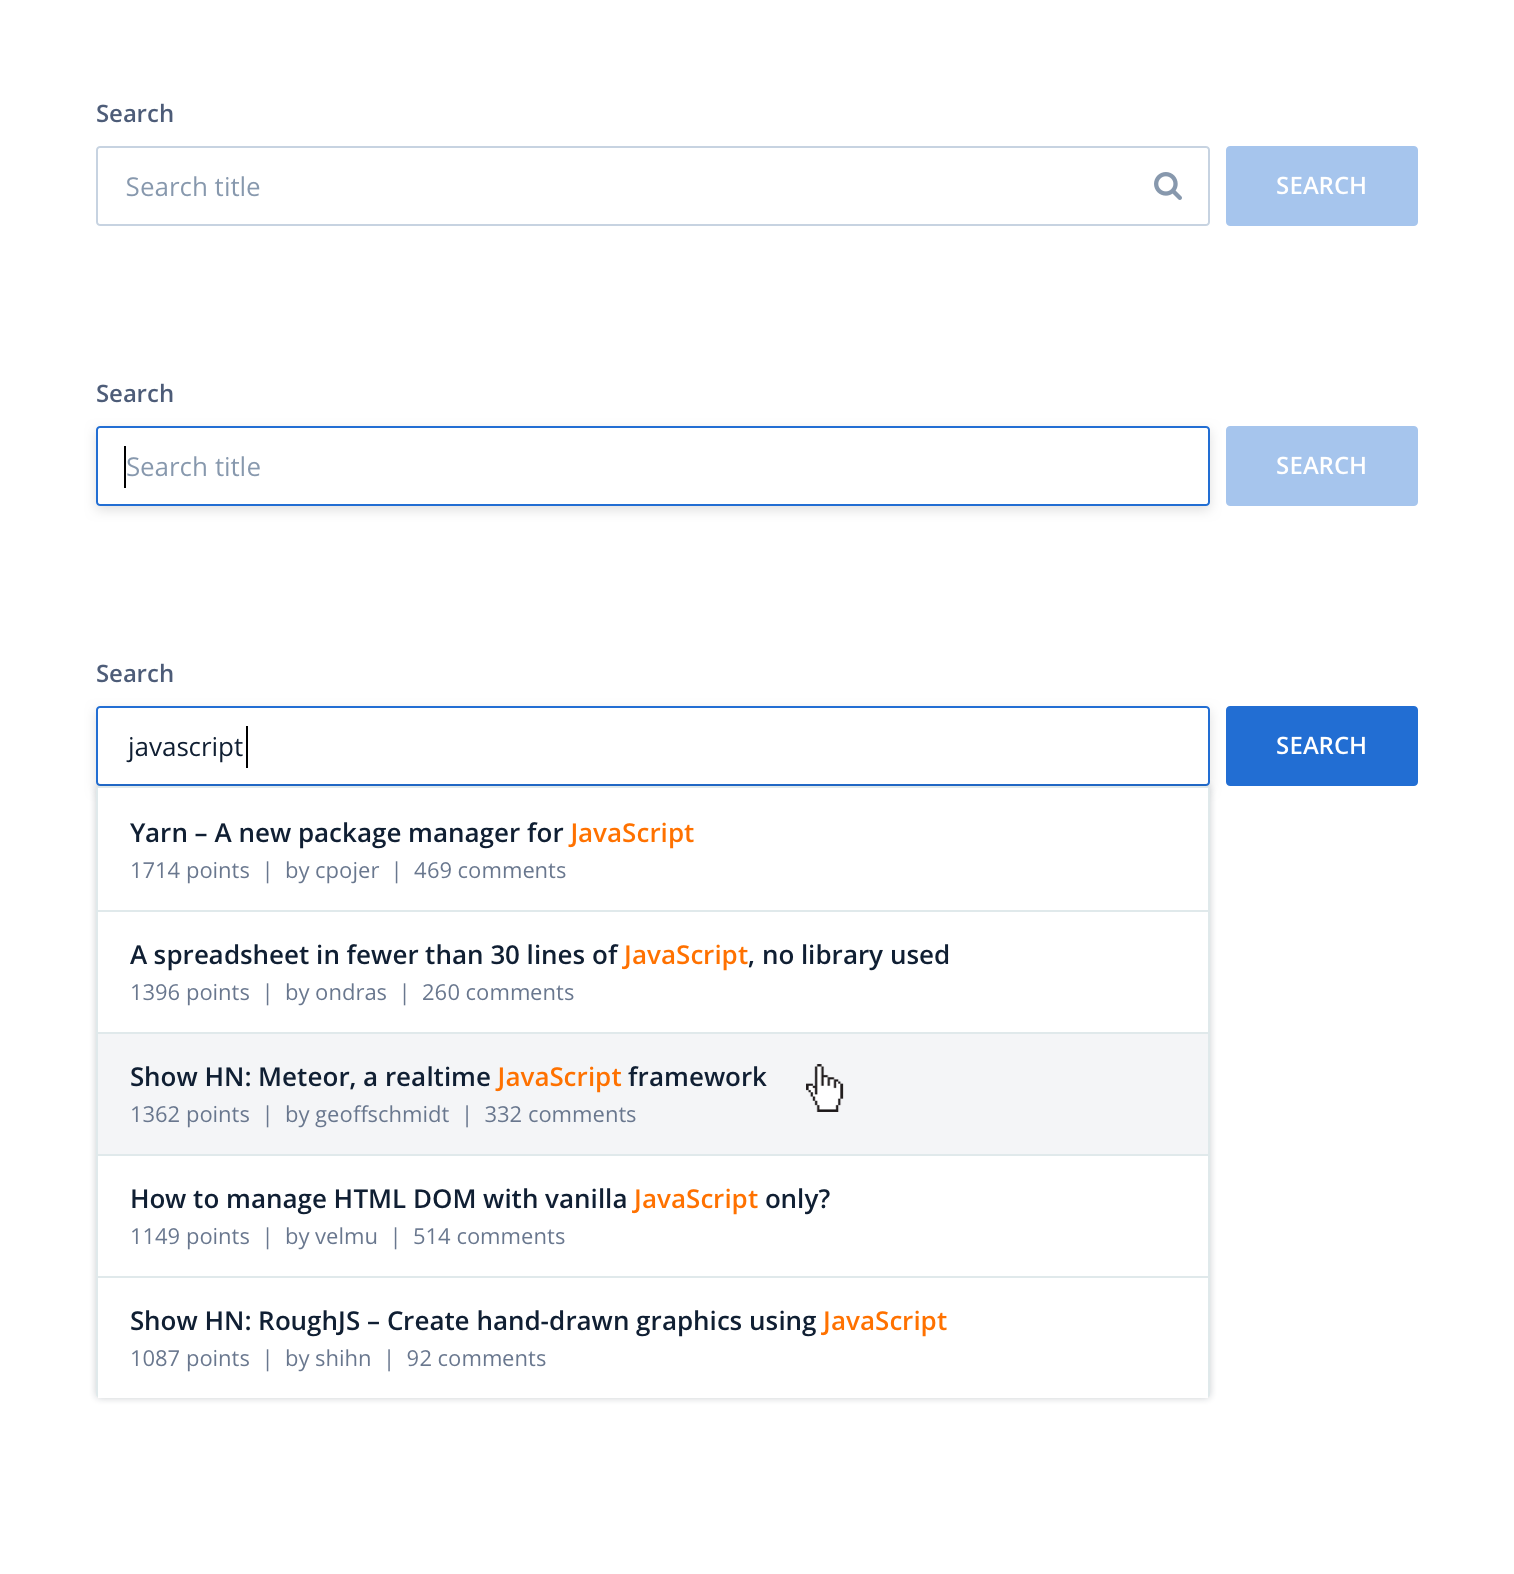 Search
Search title
SEARCH
Search
Search title
SEARCH
Search
javascript
SEARCH
Yarn – A new package manager for JavaScript
1714 points | by cpojer | 469 comments
A spreadsheet in fewer than 30 lines of JavaScript, no library used
1396 points | by ondras | 260 comments
Show HN: Meteor, a realtime JavaScript framework
1362 points | by geoffschmidt | 332 comments
How to manage HTML DOM with vanilla JavaScript only?
1149 points | by velmu | 514 comments
Show HN: RoughJS – Create hand-drawn graphics using JavaScript
1087 points | by shihn | 92 comments